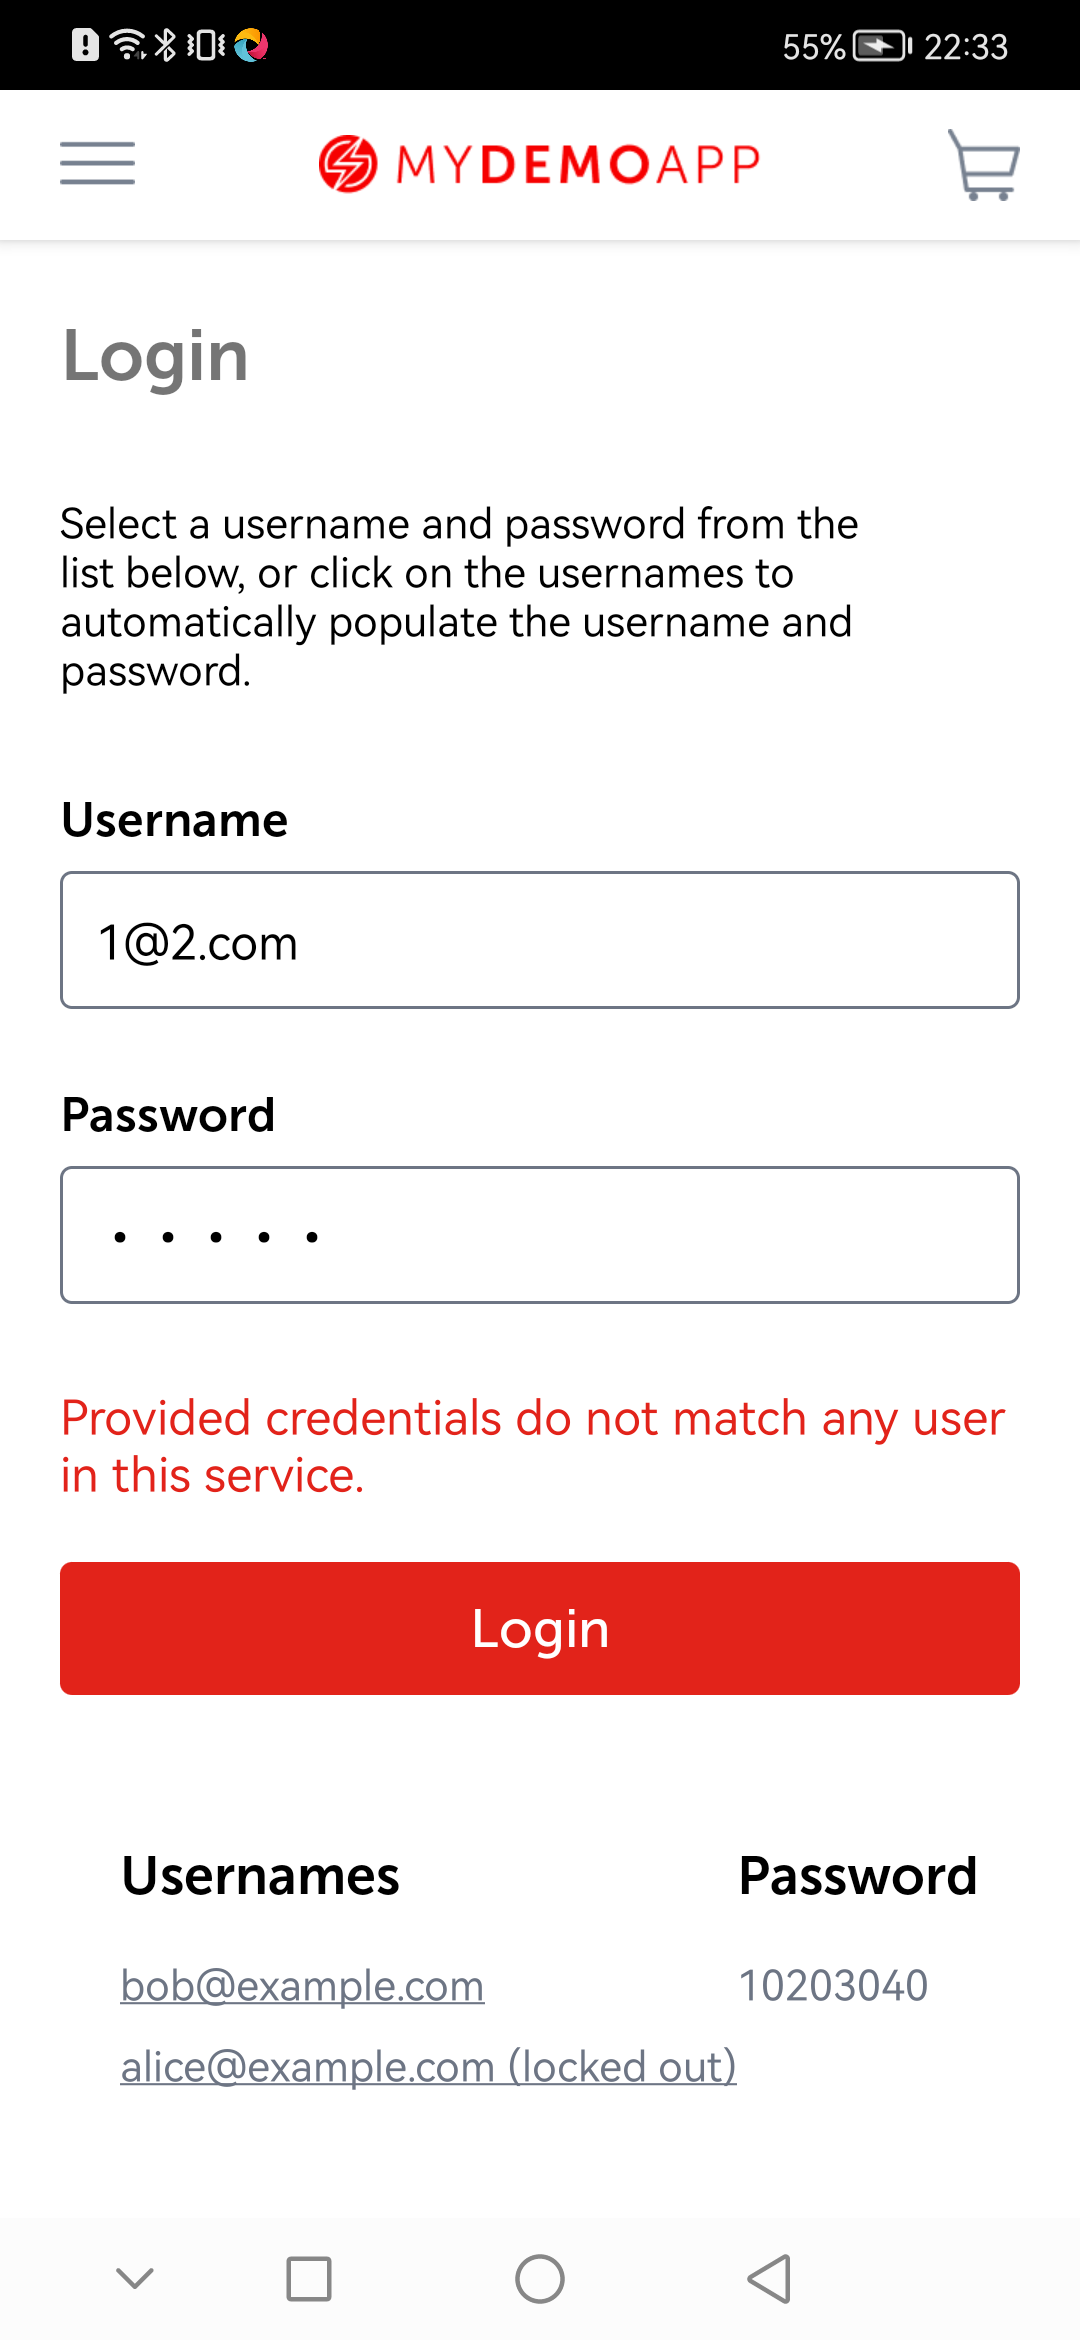 55% 22:33
MYDEMOAPP
Login
Select a username and password from the
list below, or click on the usernames to
automatically populate the username and
password.
Username
1@2.com
Password
•••••
Provided credentials do not match any user
in this service.
Login
Usernames Password
bob@example.com 10203040
alice@example.com (locked out)